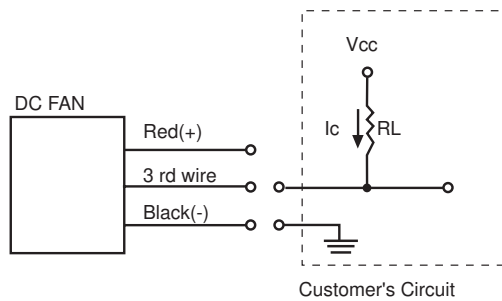 Vcc
DC FAN
Red(+)
Ic
RL
3 rd wire
Black(-)
Customer's Circuit